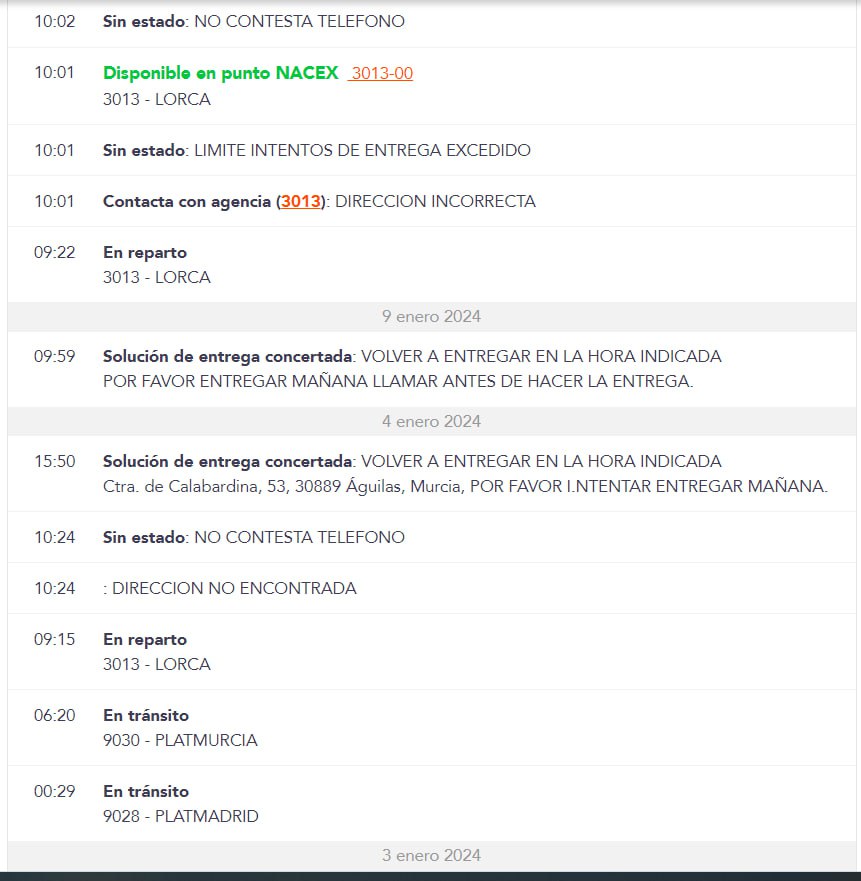 10:02 Sin estado: NO CONTESTA TELEFONO
10:01 Disponible en punto NACEX 3013-00
3013 - LORCA
10:01 Sin estado: LIMITE INTENTOS DE ENTREGA EXCEDIDO
10:01 Contacta con agencia (3013): DIRECCION INCORRECTA
09:22 En reparto
3013 - LORCA
9 enero 2024
09:59 Solución de entrega concertada: VOLVER A ENTREGAR EN LA HORA INDICADA
POR FAVOR ENTREGAR MAÑANA LLAMAR ANTES DE HACER LA ENTREGA.
4 enero 2024
15:50 Solución de entrega concertada: VOLVER A ENTREGAR EN LA HORA INDICADA
Ctra. de Calabardina, 53, 30889 Águilas, Murcia, POR FAVOR I.NTENTAR ENTREGAR MAÑANA.
10:24 Sin estado: NO CONTESTA TELEFONO
10:24 : DIRECCION NO ENCONTRADA
09:15 En reparto
3013 - LORCA
06:20 En tránsito
9030 - PLATMURCIA
00:29 En tránsito
9028 - PLATMADRID
3 enero 2024